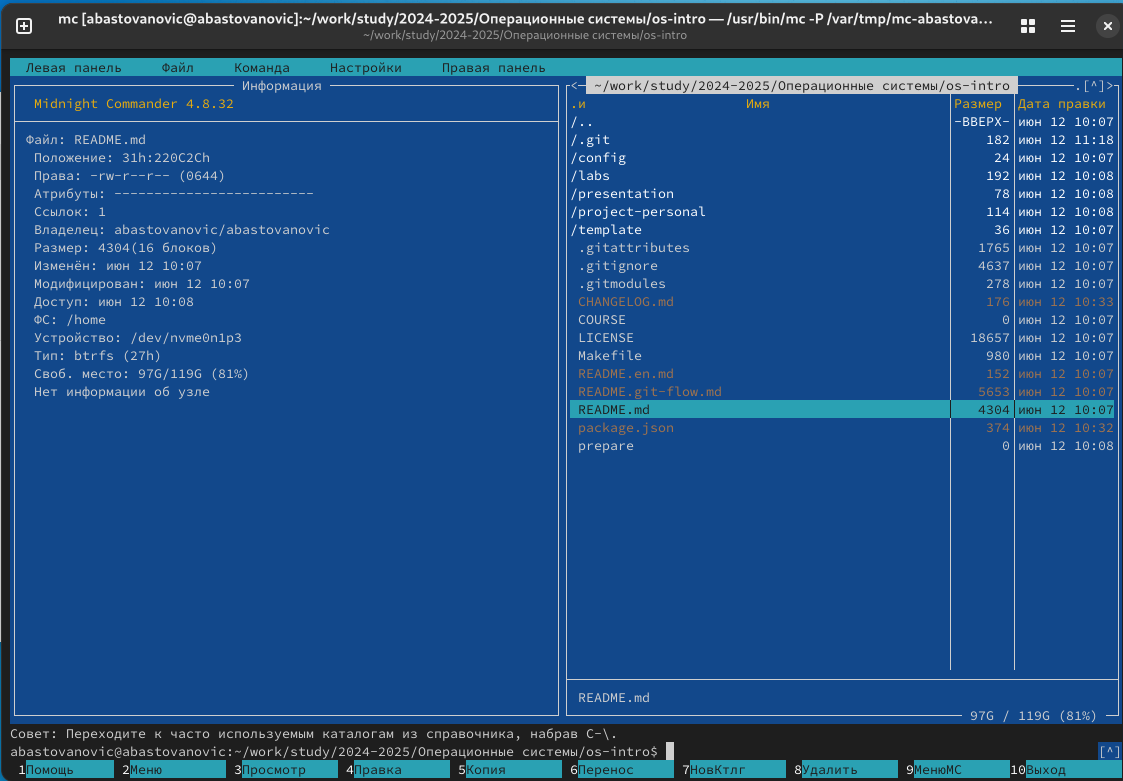 mc [abastovanovic@abastovanovic]:~/work/study/2024-2025/Операционные системы/os-intro — /usr/bin/mc -P /var/tmp/mc-abastova…
~/work/study/2024-2025/Операционные системы/os-intro
Левая панель Файл Команда Настройки Правая панель
Информация
Midnight Commander 4.8.32
Файл: README.md
Положение: 31h:220C2Ch
Права: -rw-r--r-- (0644)
Атрибуты: -------------------------
Ссылок: 1
Владелец: abastovanovic/abastovanovic
Размер: 4304(16 блоков)
Изменён: июн 12 10:07
Модифицирован: июн 12 10:07
Доступ: июн 12 10:08
ФС: /home
Устройство: /dev/nvme0n1p3
Тип: btrfs (27h)
Своб. место: 97G/119G (81%)
Нет информации об узле
<─ ~/work/study/2024-2025/Операционные системы/os-intro ─.[^]>
.и Имя Размер Дата правки
/.. -ВВЕРХ- июн 12 10:07
/.git 182 июн 12 11:18
/config 24 июн 12 10:07
/labs 192 июн 12 10:08
/presentation 78 июн 12 10:08
/project-personal 114 июн 12 10:08
/template 36 июн 12 10:07
.gitattributes 1765 июн 12 10:07
.gitignore 4637 июн 12 10:07
.gitmodules 278 июн 12 10:07
CHANGELOG.md 176 июн 12 10:33
COURSE 0 июн 12 10:07
LICENSE 18657 июн 12 10:07
Makefile 980 июн 12 10:07
README.en.md 152 июн 12 10:07
README.git-flow.md 5653 июн 12 10:07
README.md 4304 июн 12 10:07
package.json 374 июн 12 10:32
prepare 0 июн 12 10:08
README.md
97G / 119G (81%)
Совет: Переходите к часто используемым каталогам из справочника, набрав C-\.
abastovanovic@abastovanovic:~/work/study/2024-2025/Операционные системы/os-intro$ [^]
1Помощь 2Меню 3Просмотр 4Правка 5Копия 6Перенос 7НовКтлг 8Удалить 9МенюМС 10Выход